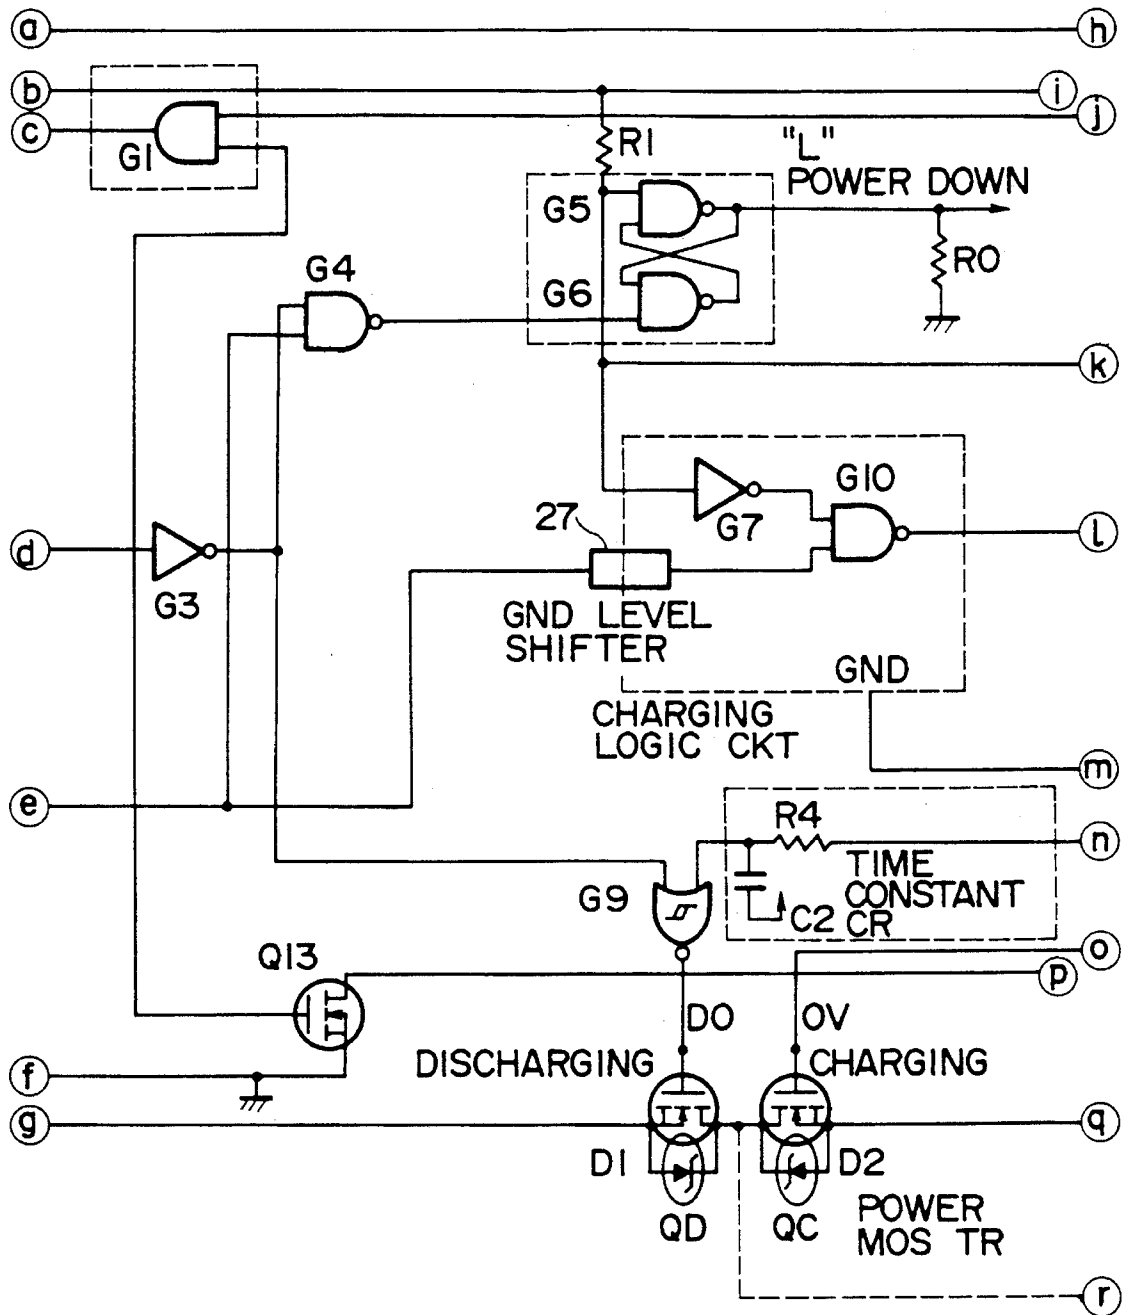 a
h
b
i
c
j
G1
R1
"L"
POWER DOWN
G5
R0
G4
G6
k
G10
27
G7
d
l
G3
GND LEVEL
SHIFTER
GND
CHARGING
LOGIC CKT
m
e
R4
n
TIME
CONSTANT
CR
G9
C2
Q13
o
p
DO
OV
DISCHARGING
CHARGING
f
g
q
D1
D2
QD
QC
POWER
MOS TR
r